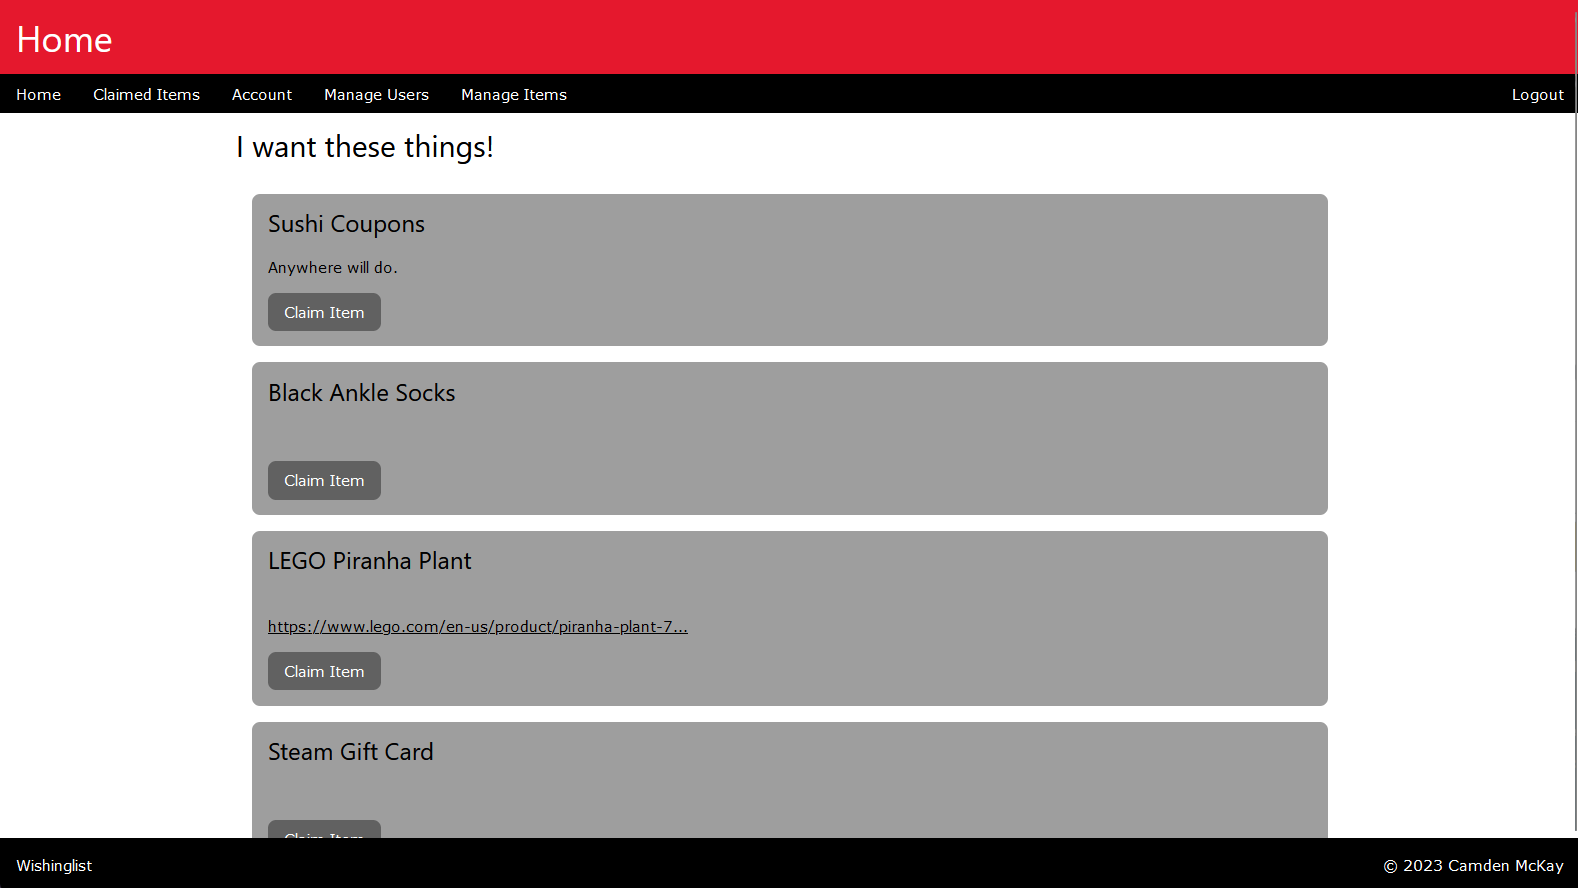 Home
Home Claimed Items Account Manage Users Manage Items Logout
I want these things!
Sushi Coupons
Anywhere will do.
Claim Item
Black Ankle Socks
Claim Item
LEGO Piranha Plant
https://www.lego.com/en-us/product/piranha-plant-7...
Claim Item
Steam Gift Card
Claim Item
Wishinglist © 2023 Camden McKay